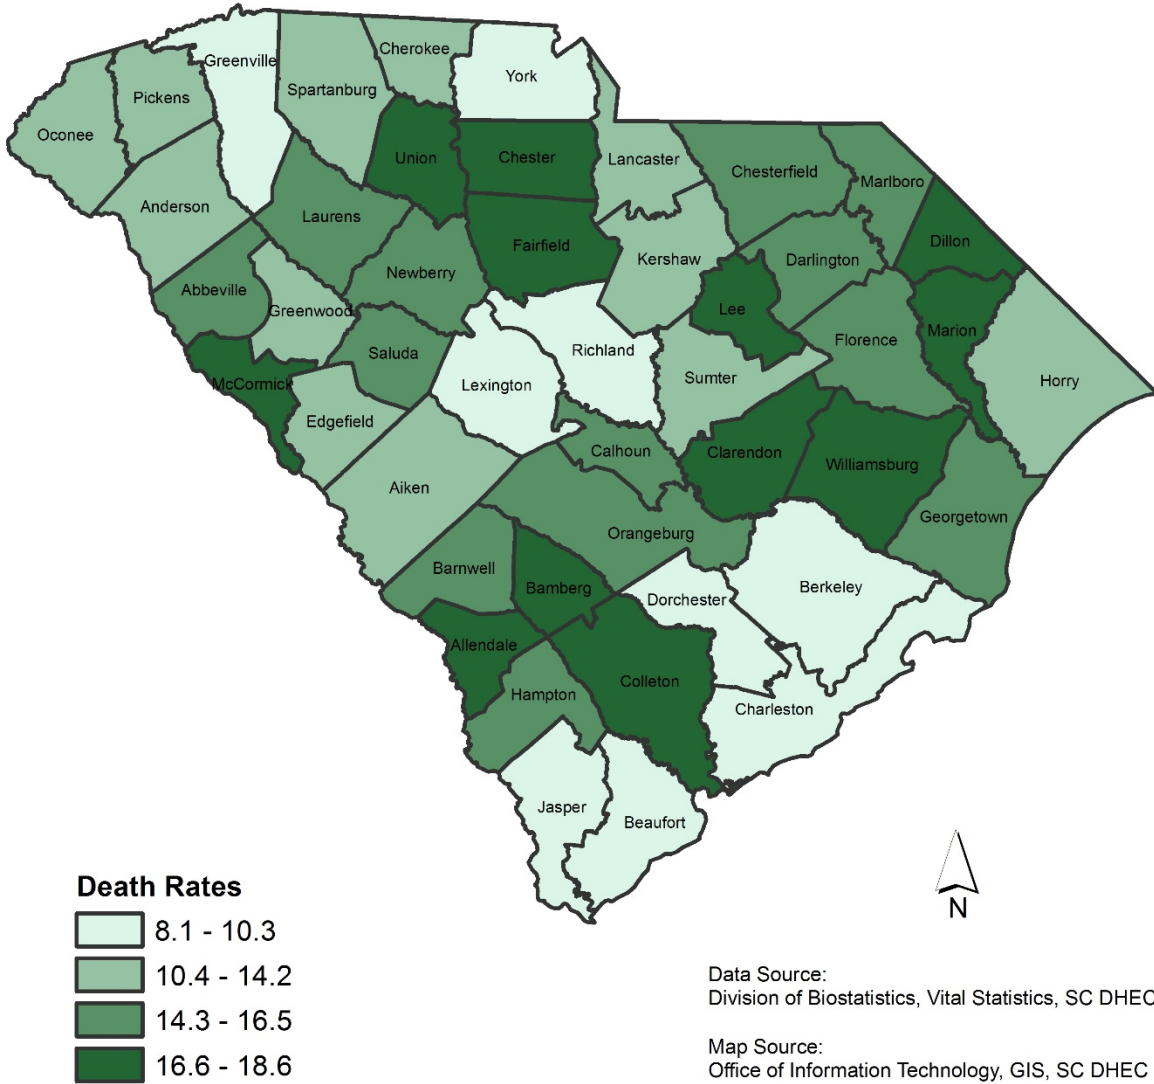 Greenville
Cherokee
York
Pickens
Spartanburg
Oconee
Union
Chester
Lancaster
Chesterfield
Marlboro
Anderson
Laurens
Fairfield
Kershaw
Darlington
Dillon
Newberry
Abbeville
Greenwood
Lee
Marion
Saluda
Richland
Florence
McCormick
Lexington
Sumter
Horry
Edgefield
Calhoun
Clarendon
Williamsburg
Aiken
Orangeburg
Georgetown
Barnwell
Bamberg
Dorchester
Berkeley
Allendale
Hampton
Colleton
Charleston
Jasper
Beaufort
N
Death Rates
8.1 - 10.3
10.4 - 14.2
14.3 - 16.5
16.6 - 18.6
Data Source:
Division of Biostatistics, Vital Statistics, SC DHEC
Map Source:
Office of Information Technology, GIS, SC DHEC